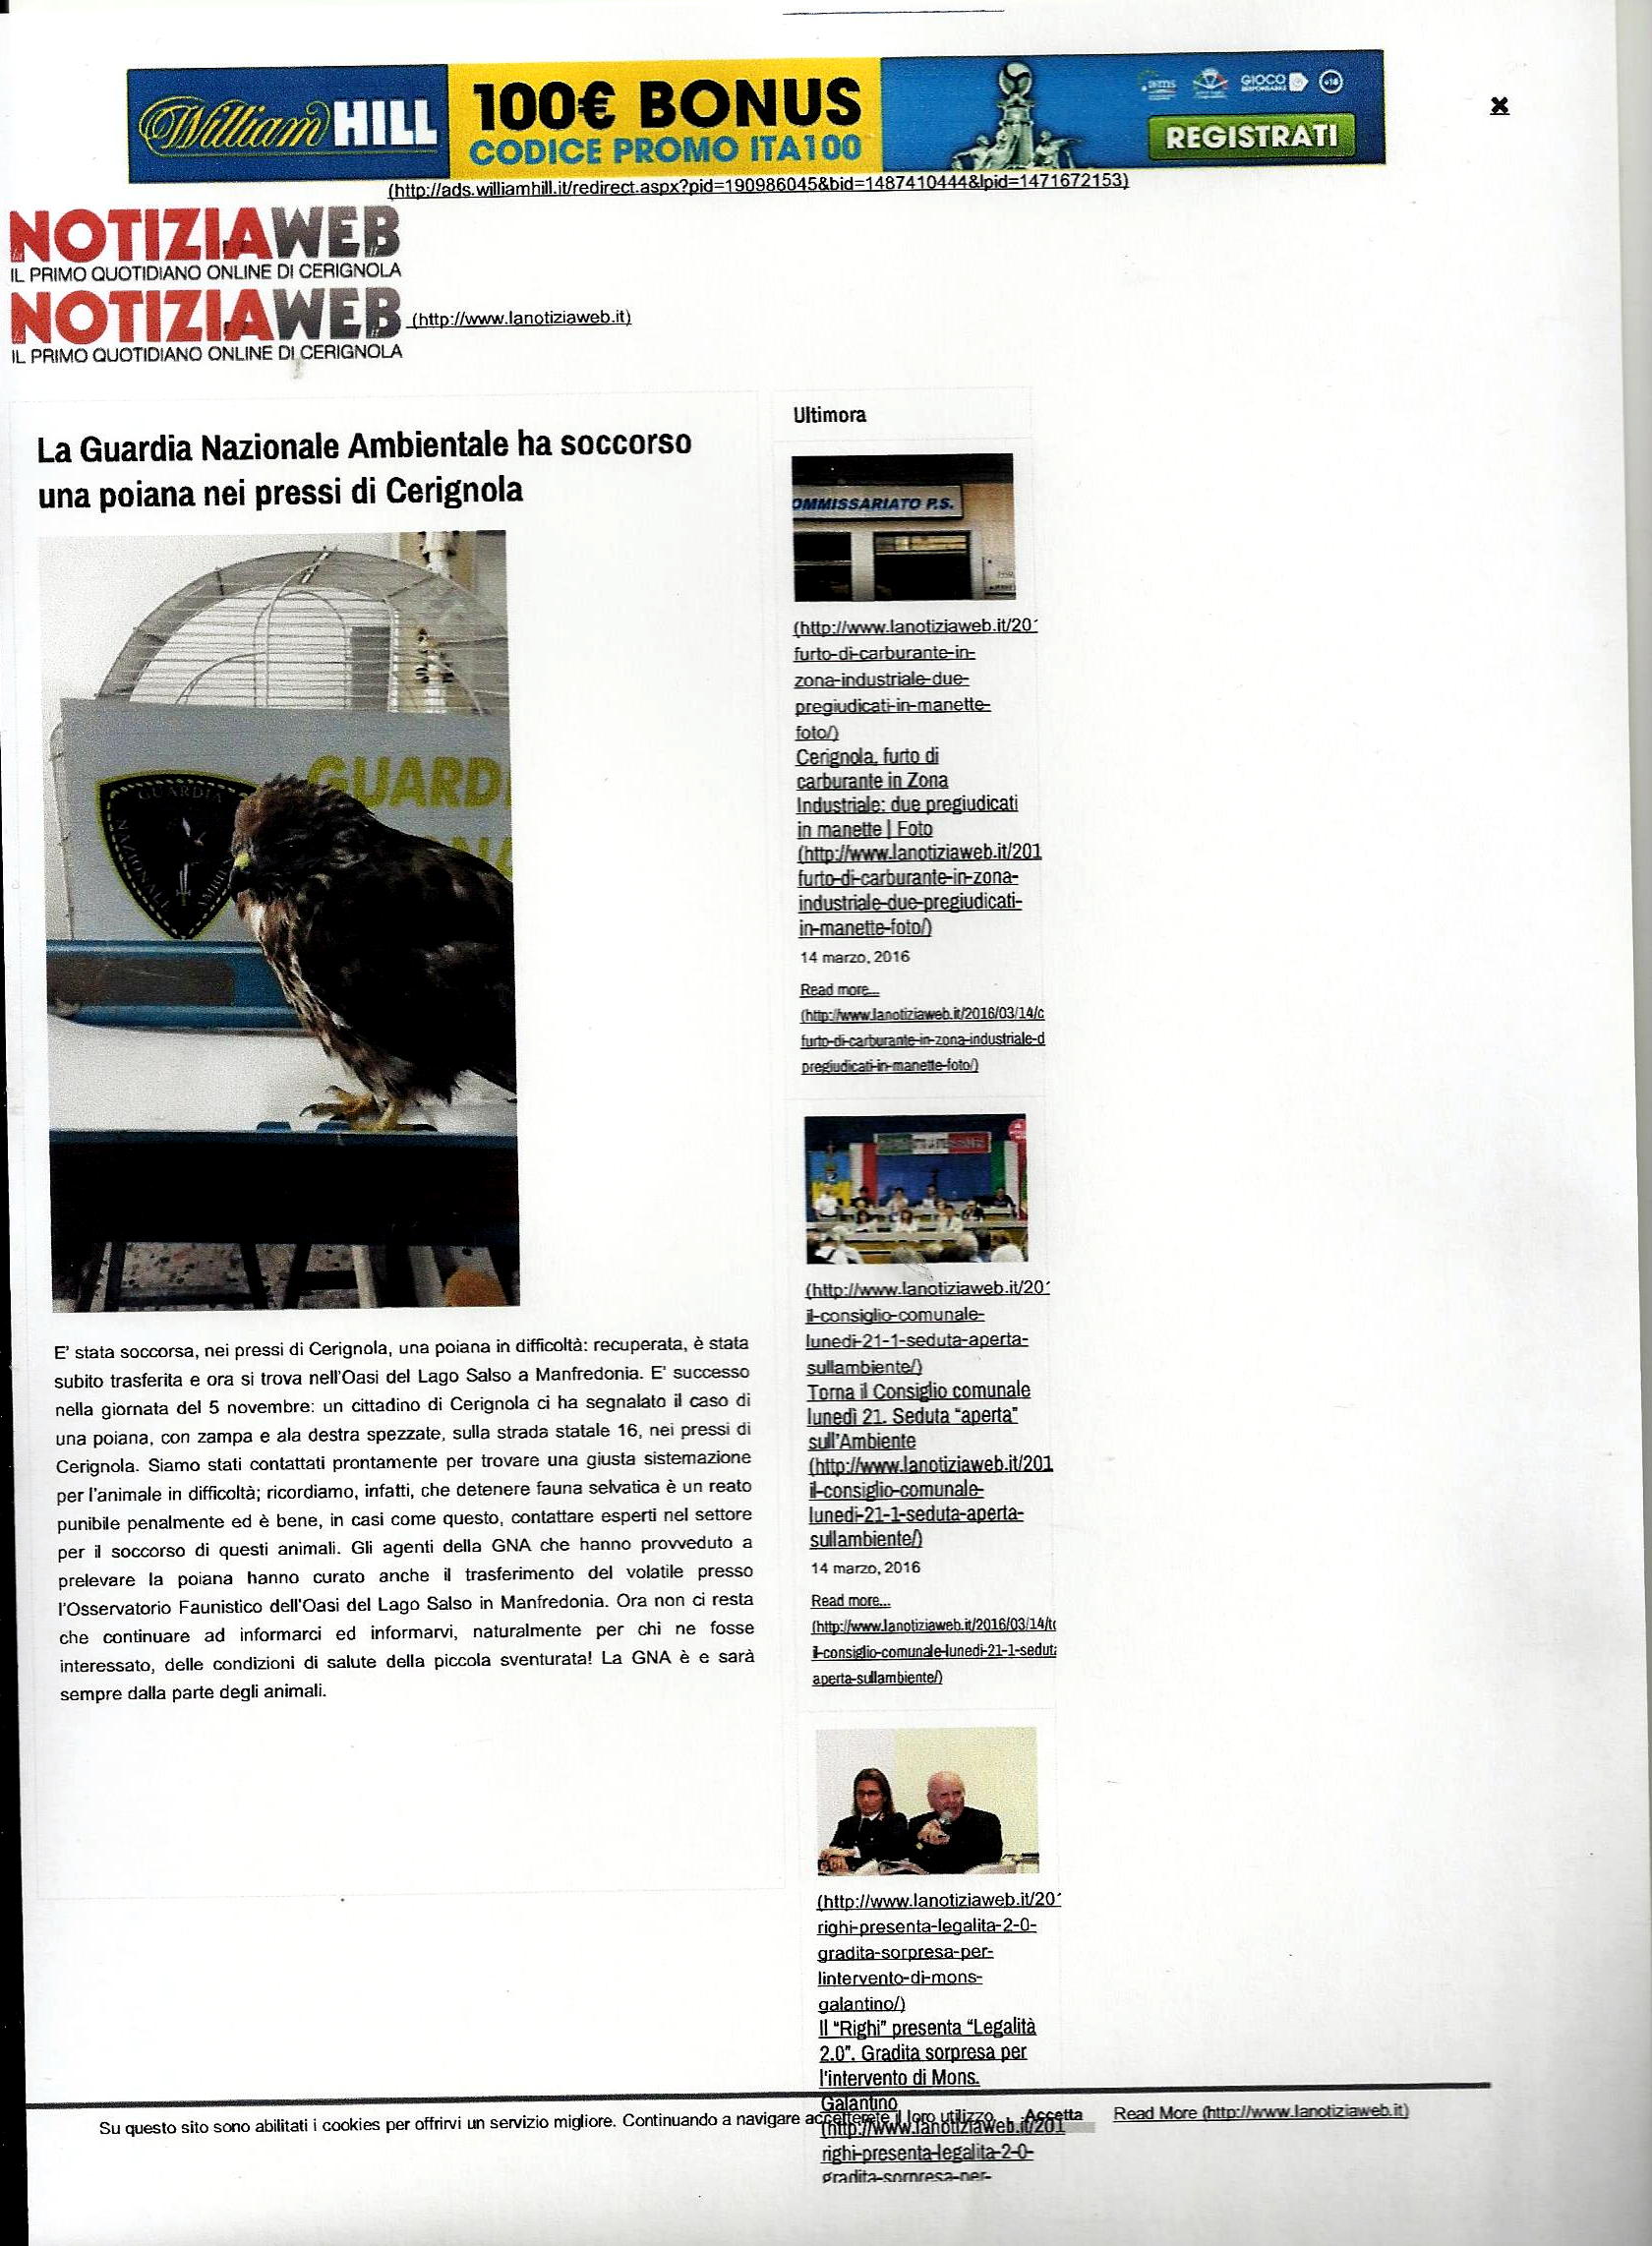 William HILL
100€ BONUS
CODICE PROMO ITA100
GIOCO
RESPONSABILE
+18
REGISTRATI
(http://ads.williamhill.it/redirect.aspx?pid=190986045&bid=1487410444&lpid=1471672153)
NOTIZIAWEB
IL PRIMO QUOTIDIANO ONLINE DI CERIGNOLA
NOTIZIAWEB (http://www.lanotiziaweb.it)
IL PRIMO QUOTIDIANO ONLINE DI CERIGNOLA
La Guardia Nazionale Ambientale ha soccorso
una poiana nei pressi di Cerignola
GUARDI
GUARDIA
NAZIONALE
E' stata soccorsa, nei pressi di Cerignola, una poiana in difficoltà: recuperata, è stata
subito trasferita e ora si trova nell'Oasi del Lago Salso a Manfredonia. E' successo
nella giornata del 5 novembre: un cittadino di Cerignola ci ha segnalato il caso di
una poiana, con zampa e ala destra spezzate, sulla strada statale 16, nei pressi di
Cerignola. Siamo stati contattati prontamente per trovare una giusta sistemazione
per l'animale in difficoltà; ricordiamo, infatti, che detenere fauna selvatica è un reato
punibile penalmente ed è bene, in casi come questo, contattare esperti nel settore
per il soccorso di questi animali. Gli agenti della GNA che hanno provveduto a
prelevare la poiana hanno curato anche il trasferimento del volatile presso
l'Osservatorio Faunistico dell'Oasi del Lago Salso in Manfredonia. Ora non ci resta
che continuare ad informarci ed informarvi, naturalmente per chi ne fosse
interessato, delle condizioni di salute della piccola sventurata! La GNA è e sarà
sempre dalla parte degli animali.
Ultimora
OMMISSARIATO P.S.
(http://www.lanotiziaweb.it/201
furto-di-carburante-in-
zona-industriale-due-
pregiudicati-in-manette-
foto/)
Cerignola, furto di
carburante in Zona
Industriale: due pregiudicati
in manette | Foto
(http://www.lanotiziaweb.it/201
furto-di-carburante-in-zona-
industriale-due-pregiudicati-
in-manette-foto/)
14 marzo, 2016
Read more...
(http://www.lanotiziaweb.it/2016/03/14/c
furto-di-carburante-in-zona-industriale-d
pregiudicati-in-manette-foto/)
(http://www.lanotiziaweb.it/201
il-consiglio-comunale-
lunedi-21-1-seduta-aperta-
sullambiente/)
Torna il Consiglio comunale
lunedì 21. Seduta “aperta”
sull'Ambiente
(http://www.lanotiziaweb.it/201
il-consiglio-comunale-
lunedi-21-1-seduta-aperta-
sullambiente/)
14 marzo, 2016
Read more...
(http://www.lanotiziaweb.it/2016/03/14/to
il-consiglio-comunale-lunedi-21-1-seduta
aperta-sullambiente/)
(http://www.lanotiziaweb.it/201
righi-presenta-legalita-2-0-
gradita-sorpresa-per-
lintervento-di-mons-
galantino/)
Il “Righi” presenta “Legalità
2.0”. Gradita sorpresa per
l'intervento di Mons.
Galantino
(http://www.lanotiziaweb.it/201
righi-presenta-legalita-2-0-
gradita-sorpresa-per-
Su questo sito sono abilitati i cookies per offrirvi un servizio migliore. Continuando a navigare accetterete il loro utilizzo. Accetta Read More (http://www.lanotiziaweb.it)